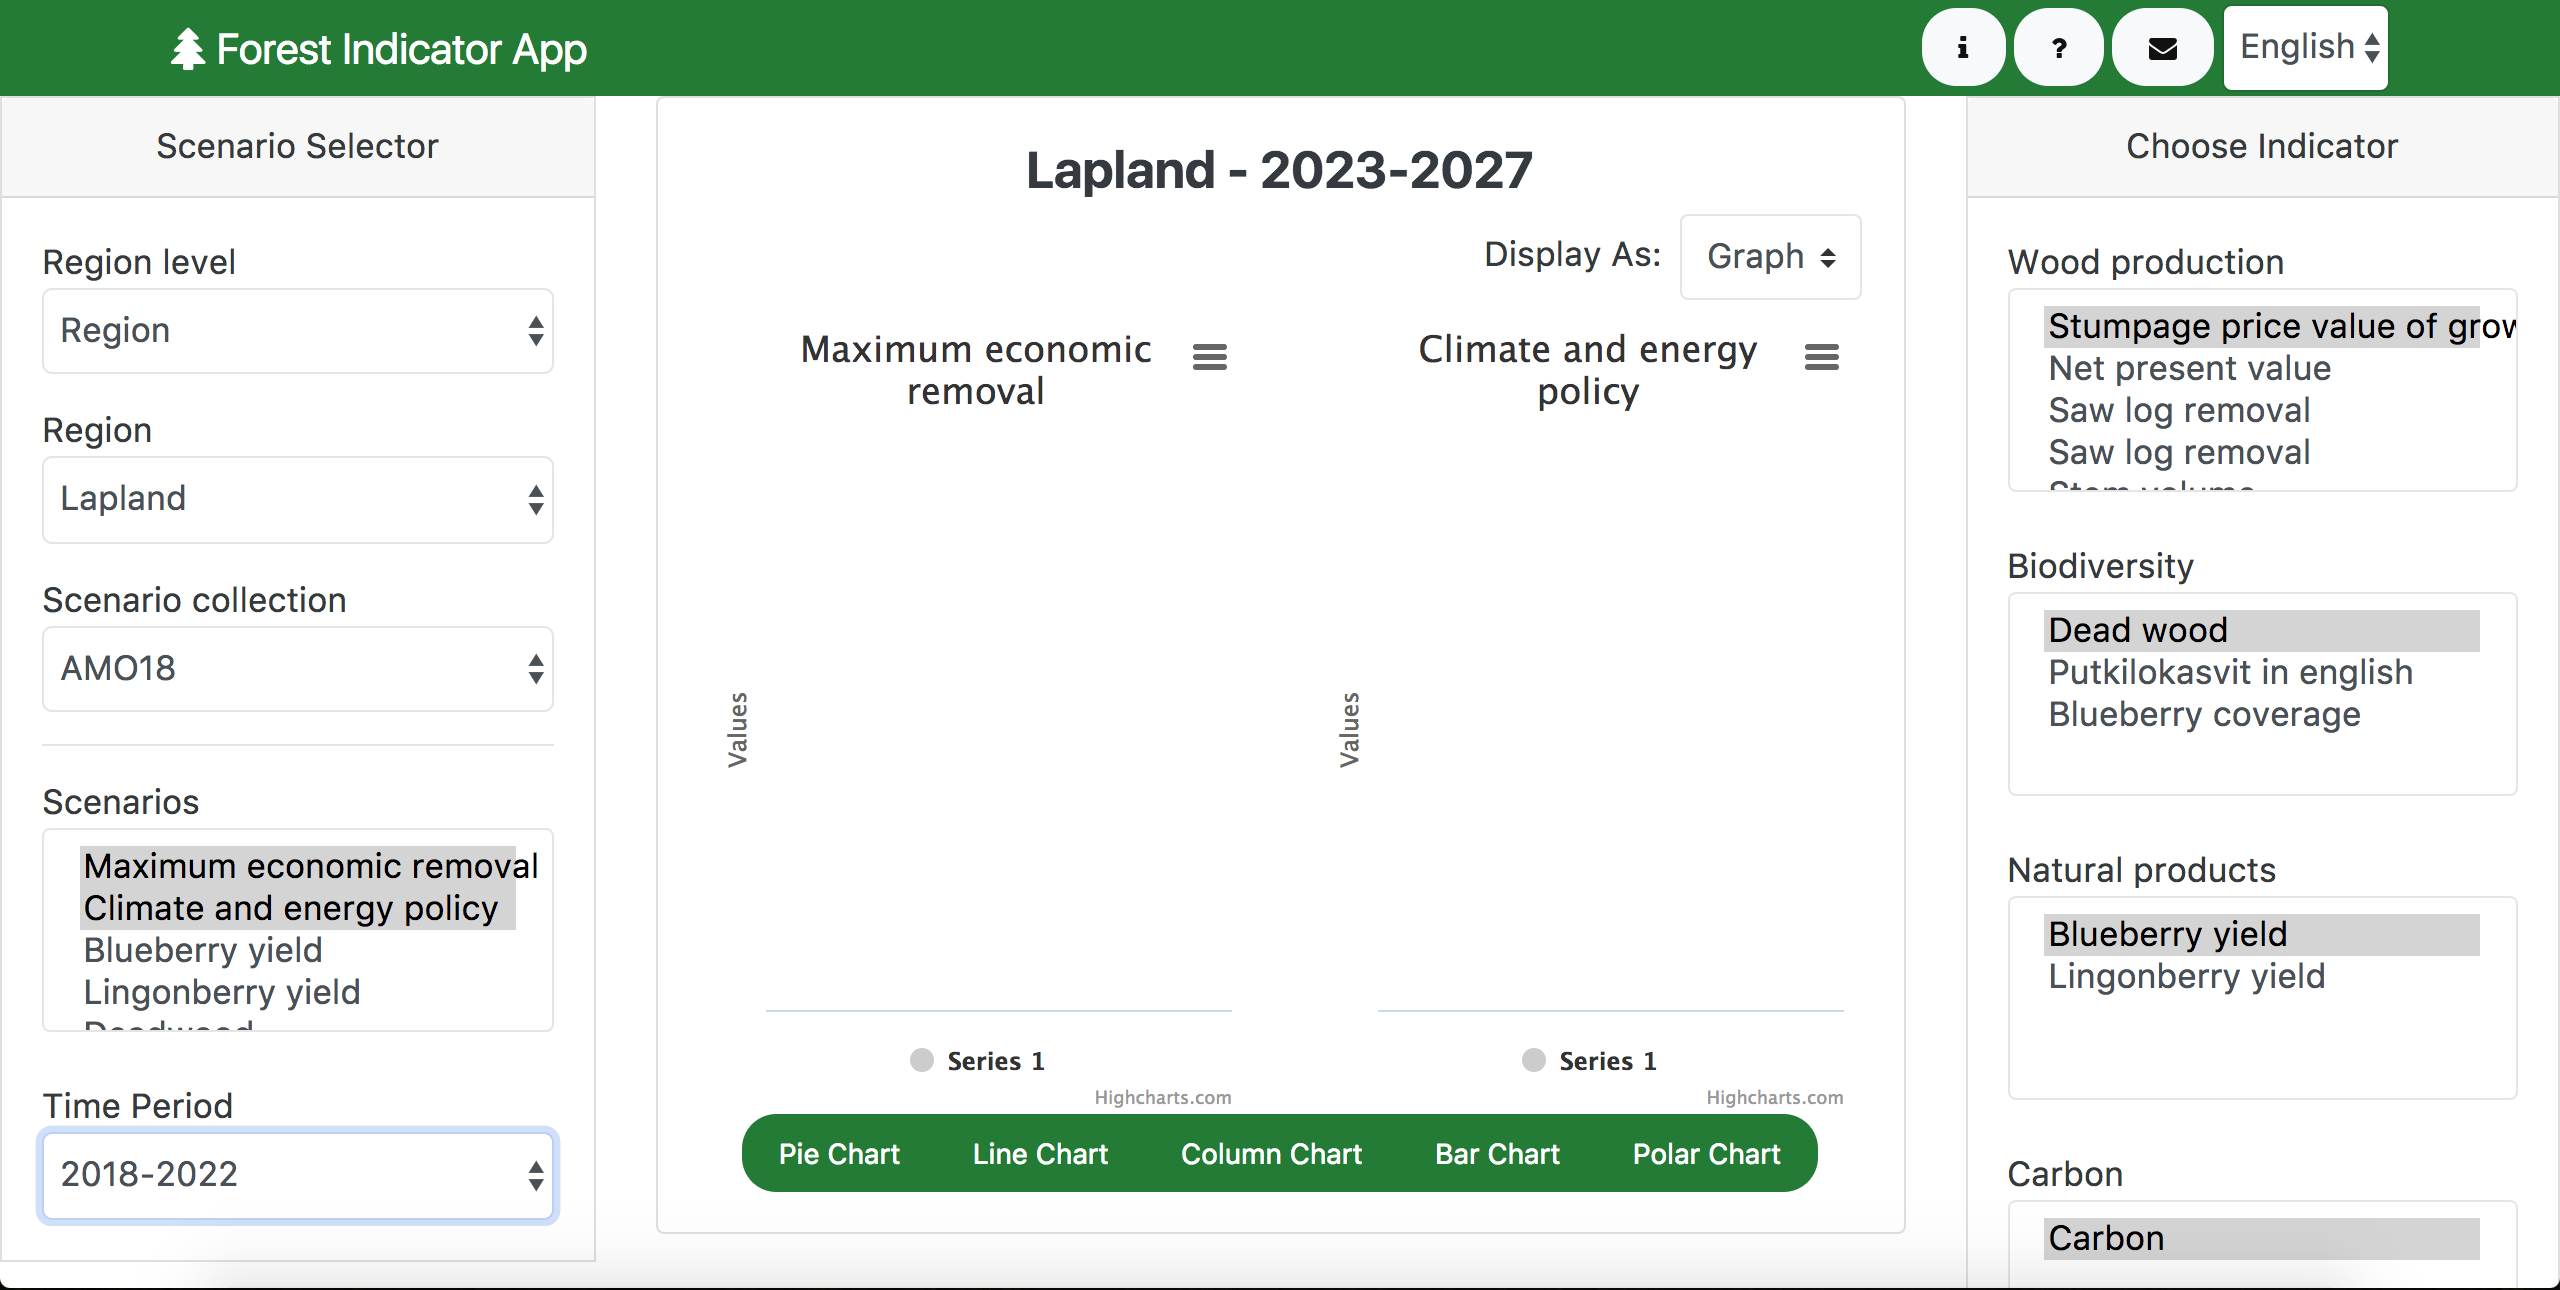 Forest Indicator App
i
?
English
Scenario Selector
Region level
Region
Region
Lapland
Scenario collection
AMO18
Scenarios
Maximum economic removal
Climate and energy policy
Blueberry yield
Lingonberry yield
Deadwood
Time Period
2018-2022
Lapland - 2023-2027
Display As:
Graph
Maximum economic
removal
Values
Series 1
Highcharts.com
Climate and energy
policy
Values
Series 1
Highcharts.com
Pie Chart
Line Chart
Column Chart
Bar Chart
Polar Chart
Choose Indicator
Wood production
Stumpage price value of grow
Net present value
Saw log removal
Saw log removal
Stem volume
Biodiversity
Dead wood
Putkilokasvit in english
Blueberry coverage
Natural products
Blueberry yield
Lingonberry yield
Carbon
Carbon